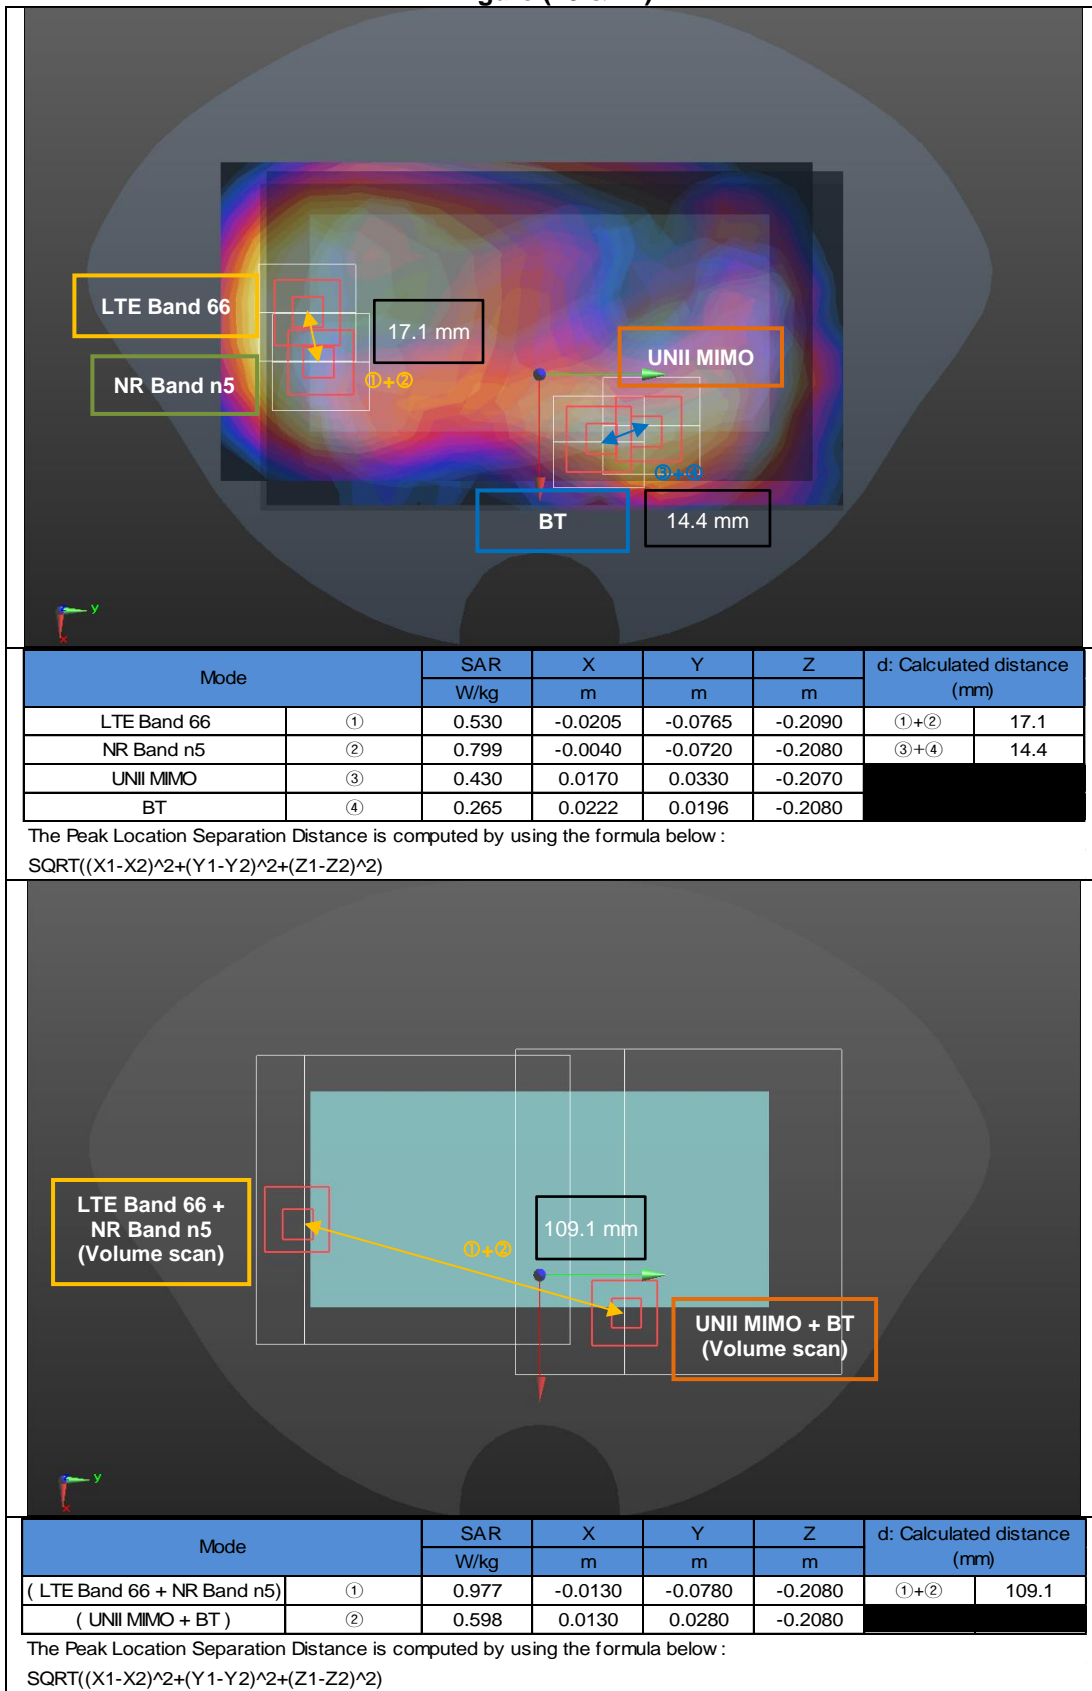 LTE Band 66
17.1 mm
UNII MIMO
NR Band n5
①+②
③+④
BT
14.4 mm
y
x
Mode SAR X Y Z d: Calculated distance (mm)
W/kg m m m
LTE Band 66 ① 0.530 -0.0205 -0.0765 -0.2090 ①+② 17.1
NR Band n5 ② 0.799 -0.0040 -0.0720 -0.2080 ③+④ 14.4
UNII MIMO ③ 0.430 0.0170 0.0330 -0.2070
BT ④ 0.265 0.0222 0.0196 -0.2080
The Peak Location Separation Distance is computed by using the formula below :
SQRT((X1-X2)^2+(Y1-Y2)^2+(Z1-Z2)^2)
LTE Band 66 +
NR Band n5
(Volume scan)
109.1 mm
①+②
UNII MIMO + BT
(Volume scan)
y
x
Mode SAR X Y Z d: Calculated distance (mm)
W/kg m m m
( LTE Band 66 + NR Band n5) ① 0.977 -0.0130 -0.0780 -0.2080 ①+② 109.1
( UNII MIMO + BT ) ② 0.598 0.0130 0.0280 -0.2080
The Peak Location Separation Distance is computed by using the formula below :
SQRT((X1-X2)^2+(Y1-Y2)^2+(Z1-Z2)^2)